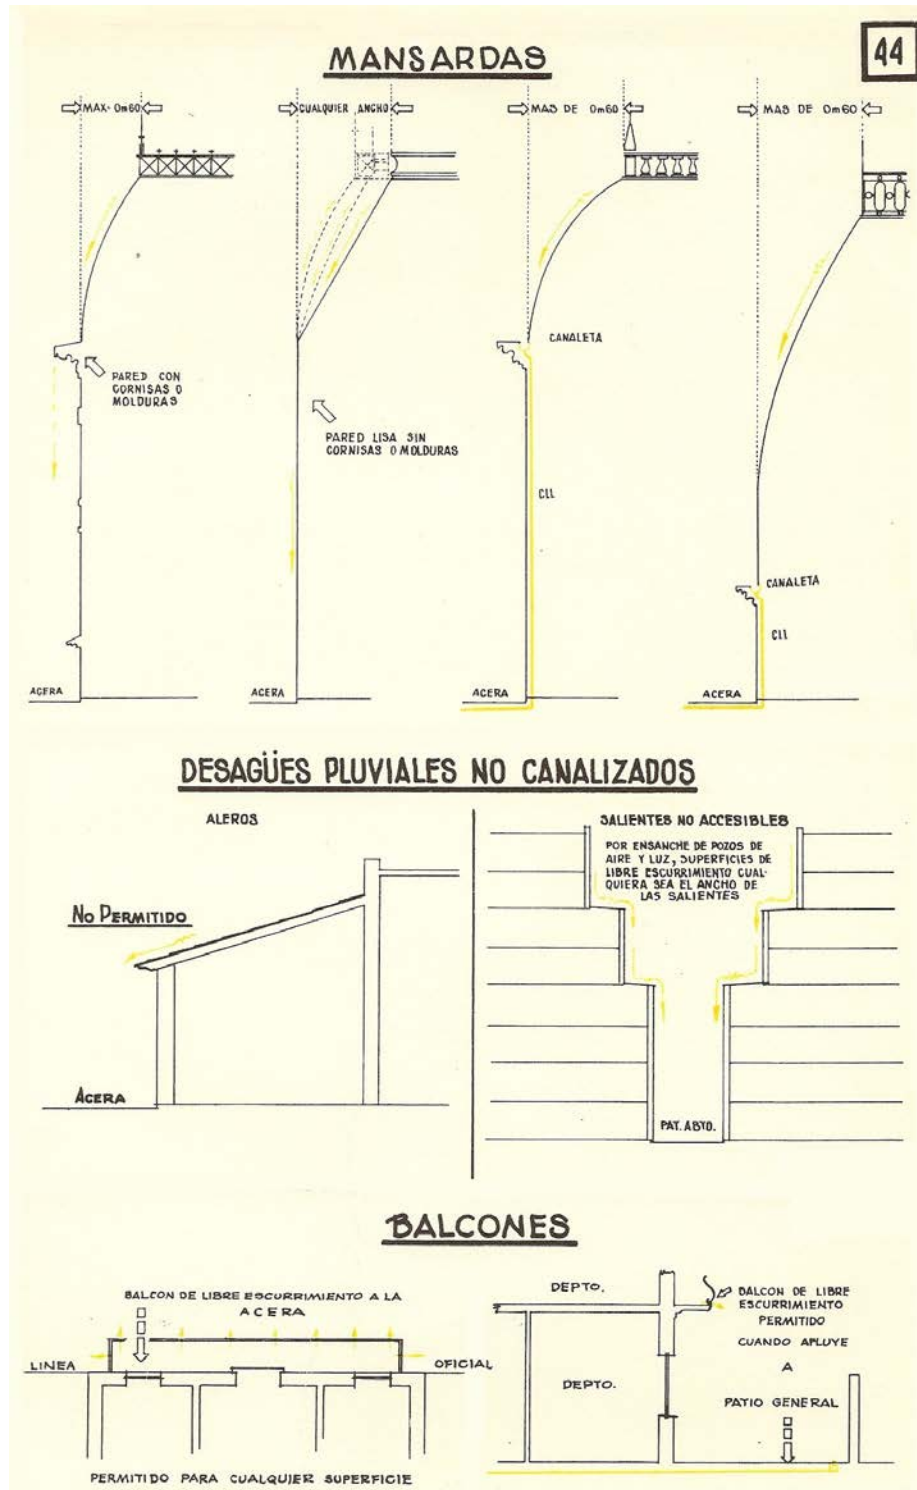 MANSARDAS
44
MAX. 0m60
CUALQUIER ANCHO
MAS DE 0m60
MAS DE 0m60
PARED CON
CORNISAS O
MOLDURAS
PARED LISA SIN
CORNISAS O MOLDURAS
CANALETA
CLL
CANALETA
CLL
ACERA
ACERA
ACERA
ACERA
DESAGÜES PLUVIALES NO CANALIZADOS
ALEROS
NO PERMITIDO
ACERA
SALIENTES NO ACCESIBLES
POR ENSANCHE DE POZOS DE
AIRE Y LUZ, SUPERFICIES DE
LIBRE ESCURRIMIENTO CUAL-
QUIERA SEA EL ANCHO DE
LAS SALIENTES
PAT. ABTO.
BALCONES
BALCON DE LIBRE ESCURRIMIENTO A LA
ACERA
LINEA
OFICIAL
PERMITIDO PARA CUALQUIER SUPERFICIE
DEPTO.
DEPTO.
BALCON DE LIBRE
ESCURRIMIENTO
PERMITIDO
CUANDO AFLUYE
A
PATIO GENERAL